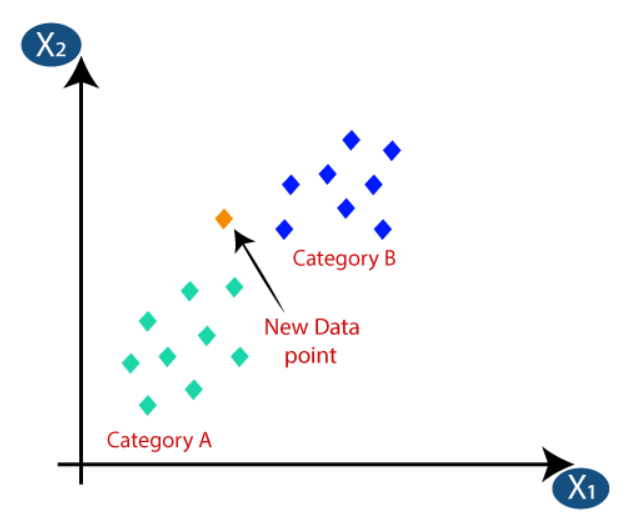 X₂
Category B
New Data
point
Category A
X₁